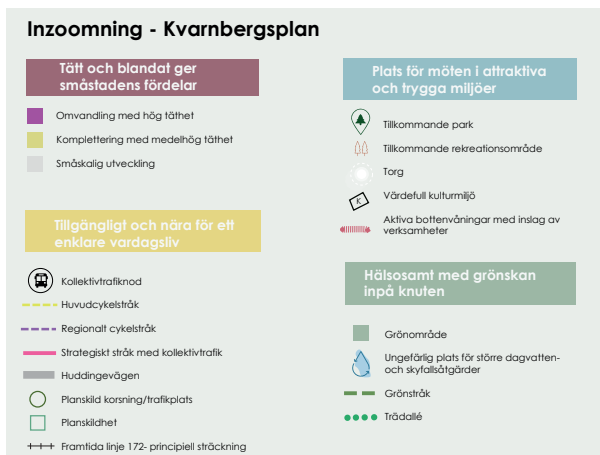 Inzoomning - Kvarnbergsplan
Tätt och blandat ger
småstadens fördelar
Omvandling med hög täthet
Komplettering med medelhög täthet
Småskalig utveckling
Tillgängligt och nära för ett
enklare vardagsliv
Kollektivtrafiknod
Huvudcykelstråk
Regionalt cykelstråk
Strategiskt stråk med kollektivtrafik
Huddingevägen
Planskild korsning/trafikplats
Planskildhet
Framtida linje 172- principiell sträckning
Plats för möten i attraktiva
och trygga miljöer
Tillkommande park
Tillkommande rekreationsområde
Torg
K
Värdefull kulturmiljö
Aktiva bottenvåningar med inslag av
verksamheter
Hälsosamt med grönskan
inpå knuten
Grönområde
Ungefärlig plats för större dagvatten-
och skyfallsåtgärder
Grönstråk
Trädallé